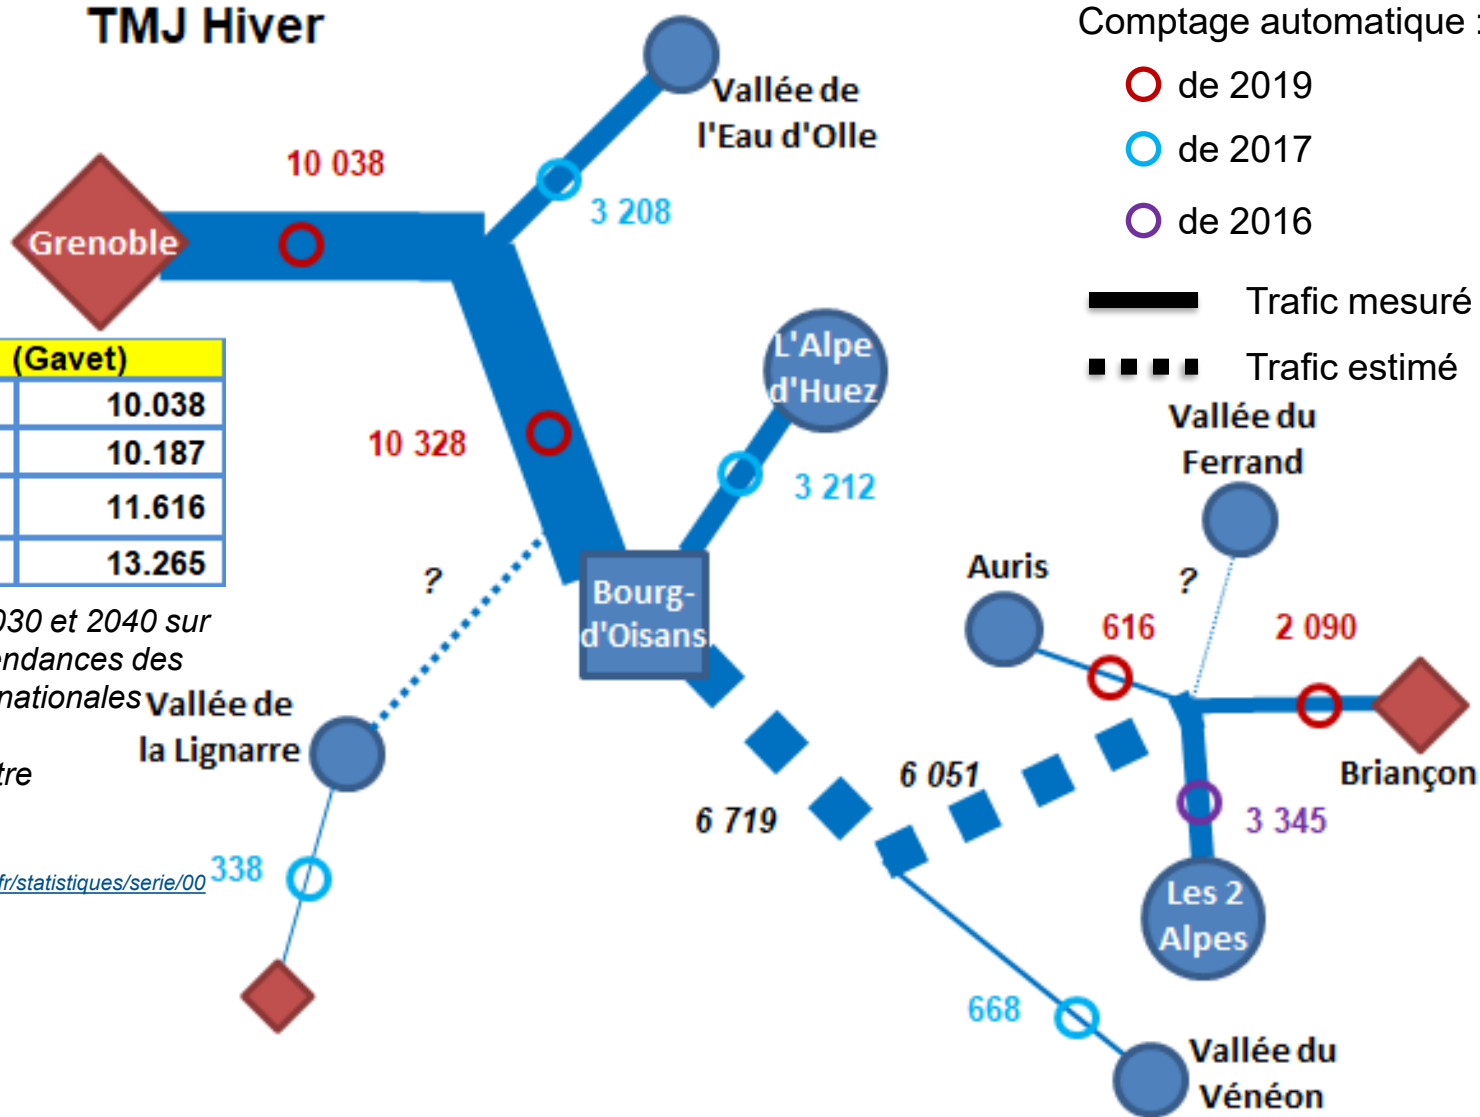 TMJ Hiver
Comptage automatique :
de 2019
de 2017
de 2016
Trafic mesuré
Trafic estimé
Vallée de
l'Eau d'Olle
10 038
3 208
Grenoble
(Gavet)
10.038
10.187
11.616
13.265
10 328
L'Alpe
d'Huez
3 212
Vallée du
Ferrand
?
Auris
616
2 090
Briançon
Bourg-
d'Oisans
?
030 et 2040 sur
endances des
nationales
tre
fr/statistiques/serie/00
Vallée de
la Lignarre
338
6 719
6 051
3 345
Les 2
Alpes
668
Vallée du
Vénéon